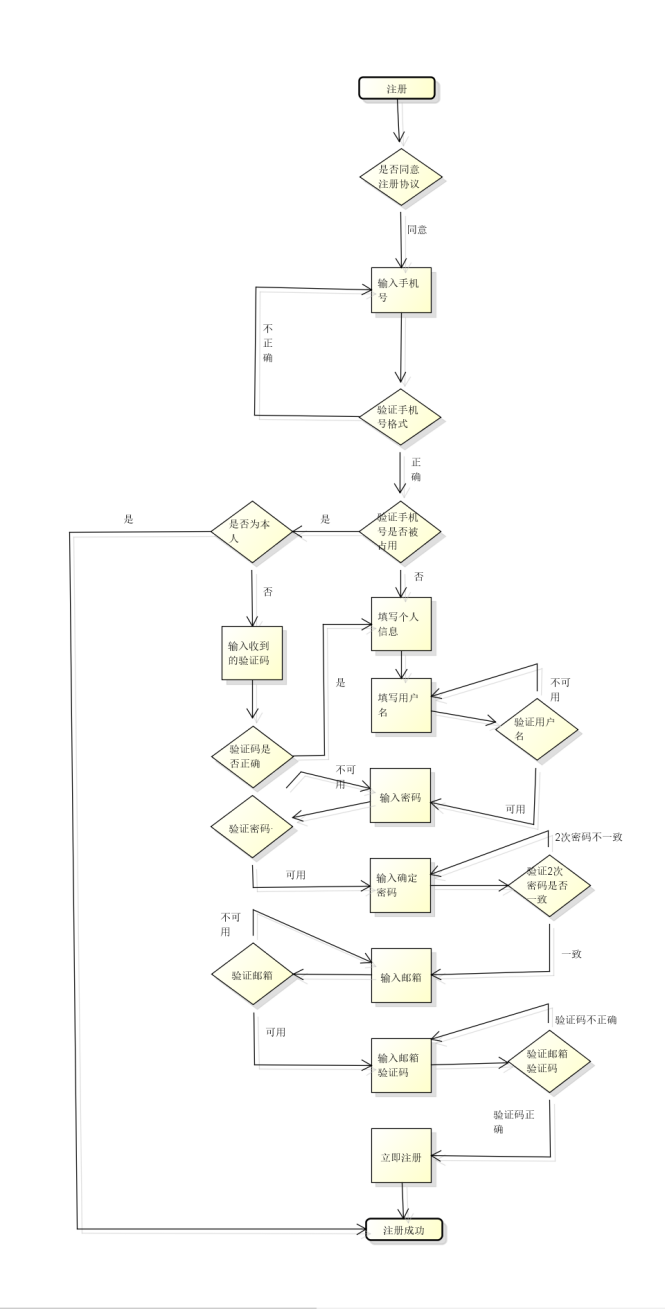 注册
是否同意
注册协议
同意
输入手机
号
不
正
确
验证手机
号格式
正
确
是
是否为本
人
是
验证手机
号是否被
占用
否
否
填写个人
信息
输入收到
的验证码
是
填写用户
名
不可
用
验证用户
名
验证码是
否正确
不可
用
输入密码
可用
验证密码
2次密码不一致
可用
输入确定
密码
验证2次
密码是否
一致
不可
用
一致
验证邮箱
输入邮箱
验证码不正确
可用
输入邮箱
验证码
验证邮箱
验证码
验证码正
确
立即注册
注册成功